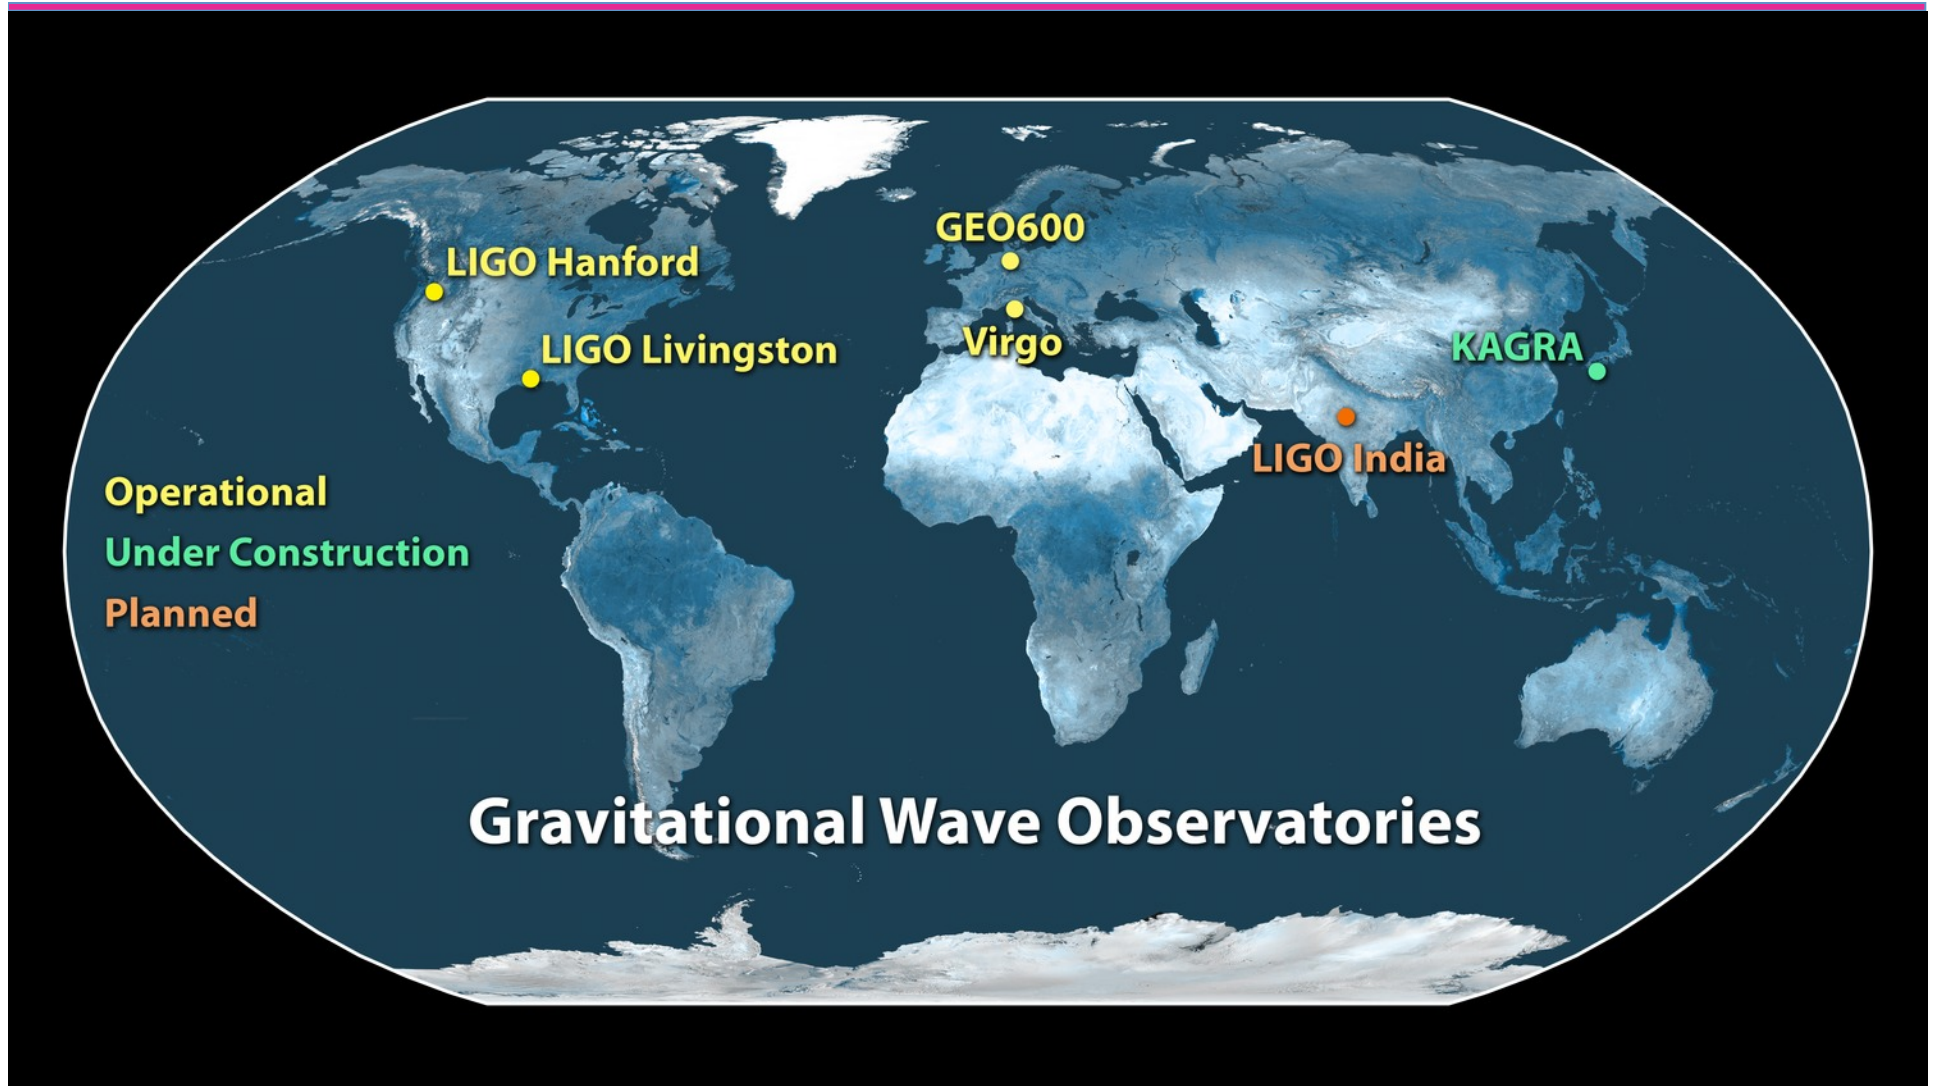 GEO600
LIGO Hanford
Virgo
LIGO Livingston
KAGRA
LIGO India
Operational
Under Construction
Planned
Gravitational Wave Observatories